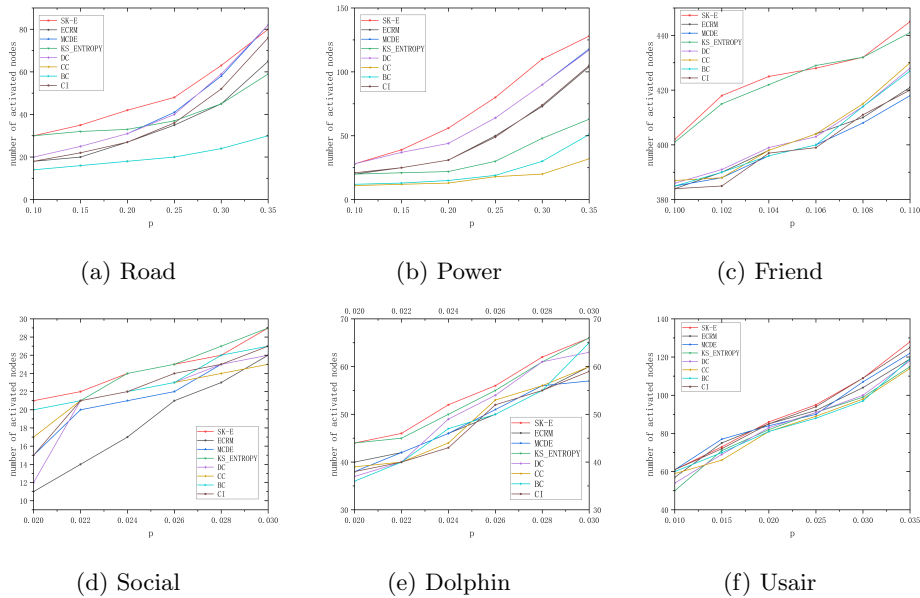 80
60
40
20
0
0.10 0.15 0.20 0.25 0.30 0.35
number of activated nodes
p
SK-E
ECRM
MCDE
KS_ENTROPY
DC
CC
BC
CI
(a) Road
150
100
50
0
0.10 0.15 0.20 0.25 0.30 0.35
number of activated nodes
p
SK-E
ECRM
MCDE
KS_ENTROPY
DC
CC
BC
CI
(b) Power
440
420
400
380
0.100 0.102 0.104 0.106 0.108 0.110
number of activated nodes
p
SK-E
ECRM
MCDE
KS_ENTROPY
DC
CC
BC
CI
(c) Friend
30
28
26
24
22
20
18
16
14
12
10
9
0.020 0.022 0.024 0.026 0.028 0.030
number of activated nodes
p
SK-E
ECRM
MCDE
KS_ENTROPY
DC
CC
BC
CI
(d) Social
0.020 0.022 0.024 0.026 0.028 0.030
70
60
50
40
30
70
60
50
40
30
0.020 0.022 0.024 0.026 0.028 0.030
number of activated nodes
p
SK-E
ECRM
MCDE
KS_ENTROPY
DC
CC
BC
CI
(e) Dolphin
140
120
100
80
60
40
0.010 0.015 0.020 0.025 0.030 0.035
number of activated nodes
p
SK-E
ECRM
MCDE
KS_ENTROPY
DC
CC
BC
CI
(f) Usair